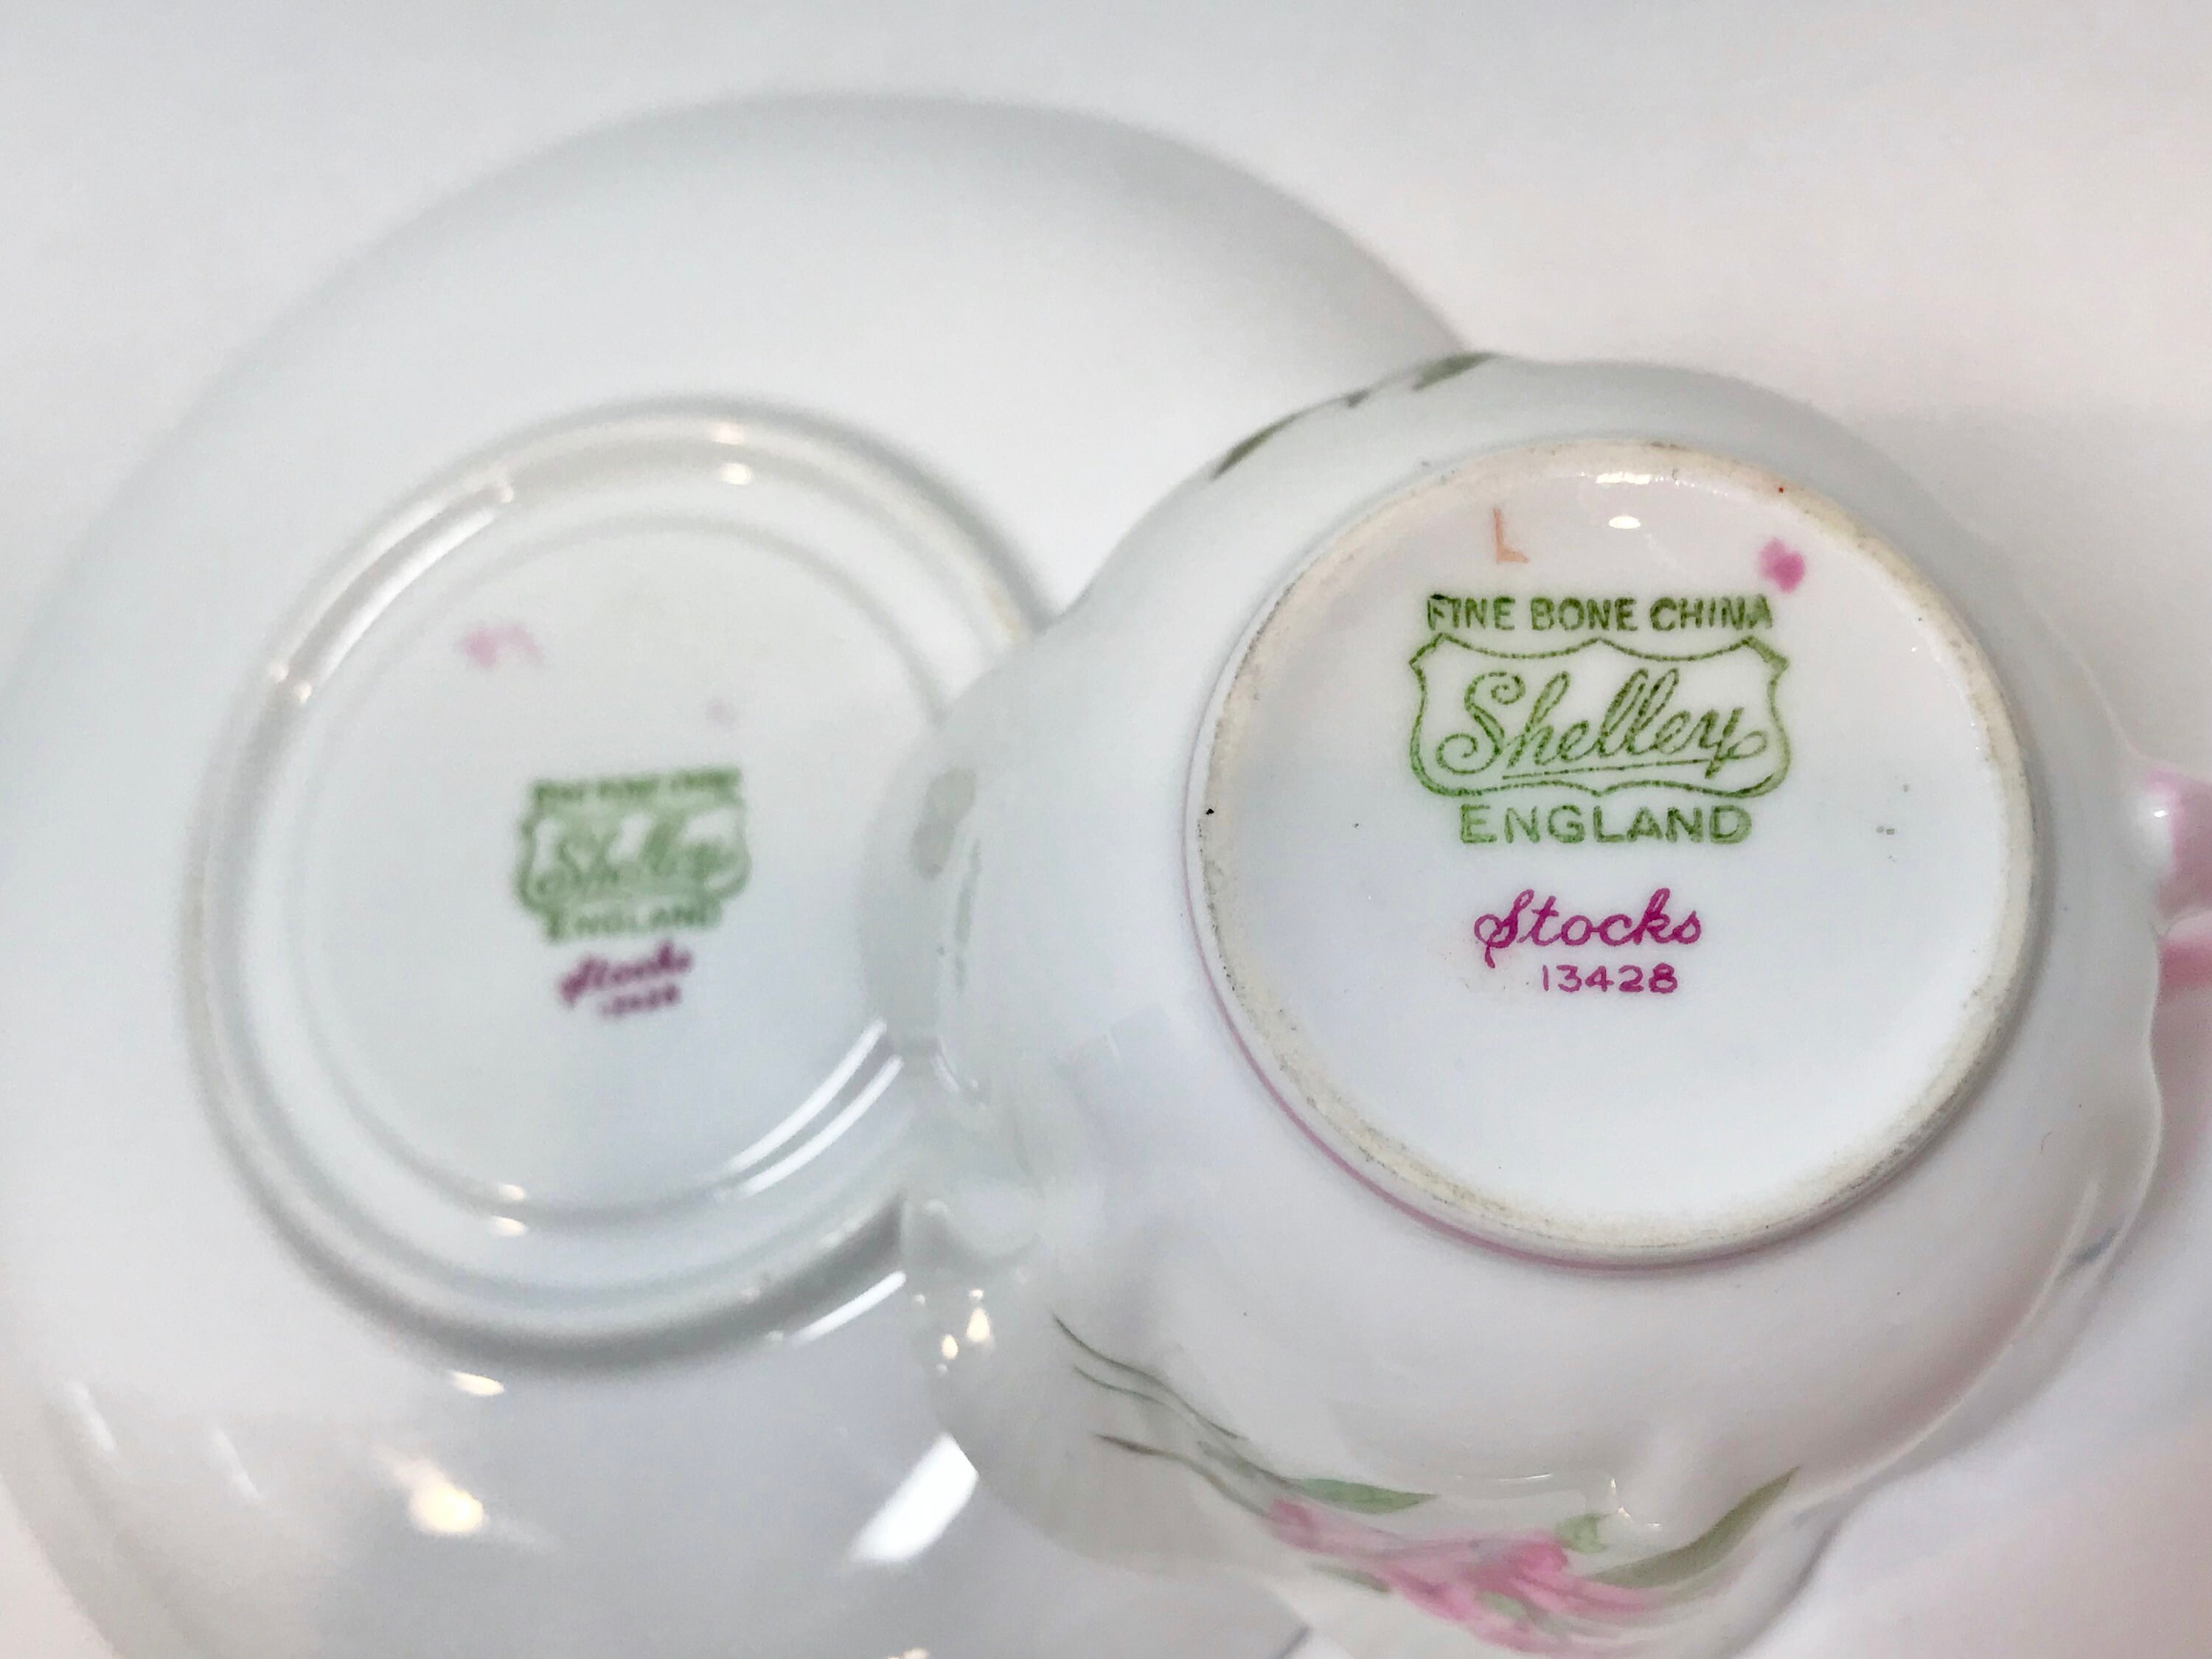 Shelley
ENGLAND
Stocks
L
FINE BONE CHINA
Shelley
ENGLAND
Stocks
13428